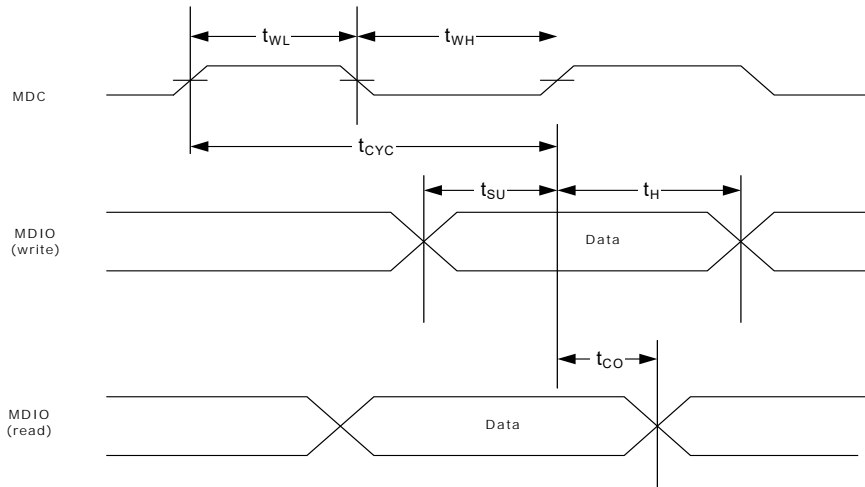 tWL
tWH
MDC
tCYC
tSU
tH
MDIO
(write)
Data
tCO
MDIO
(read)
Data